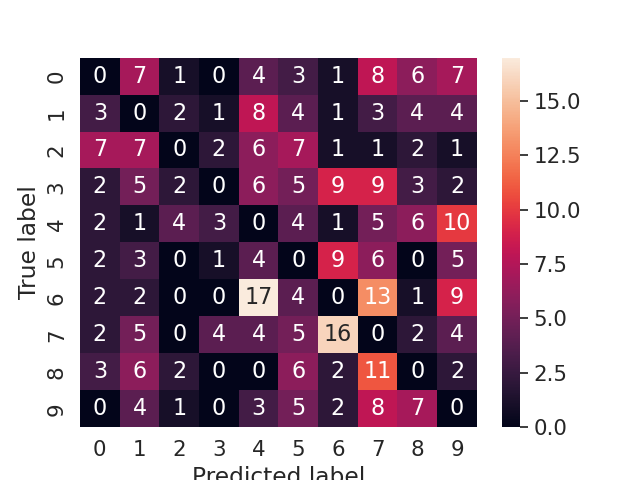 0 0 7 1 0 4 3 1 8 6 7
1 3 0 2 1 8 4 1 3 4 4
2 7 7 0 2 6 7 1 1 2 1
3 2 5 2 0 6 5 9 9 3 2
4 2 1 4 3 0 4 1 5 6 10
5 2 3 0 1 4 0 9 6 0 5
6 2 2 0 0 17 4 0 13 1 9
7 2 5 0 4 4 5 16 0 2 4
8 3 6 2 0 0 6 2 11 0 2
9 0 4 1 0 3 5 2 8 7 0
0 1 2 3 4 5 6 7 8 9
Predicted label
True label
15.0
12.5
10.0
7.5
5.0
2.5
0.0